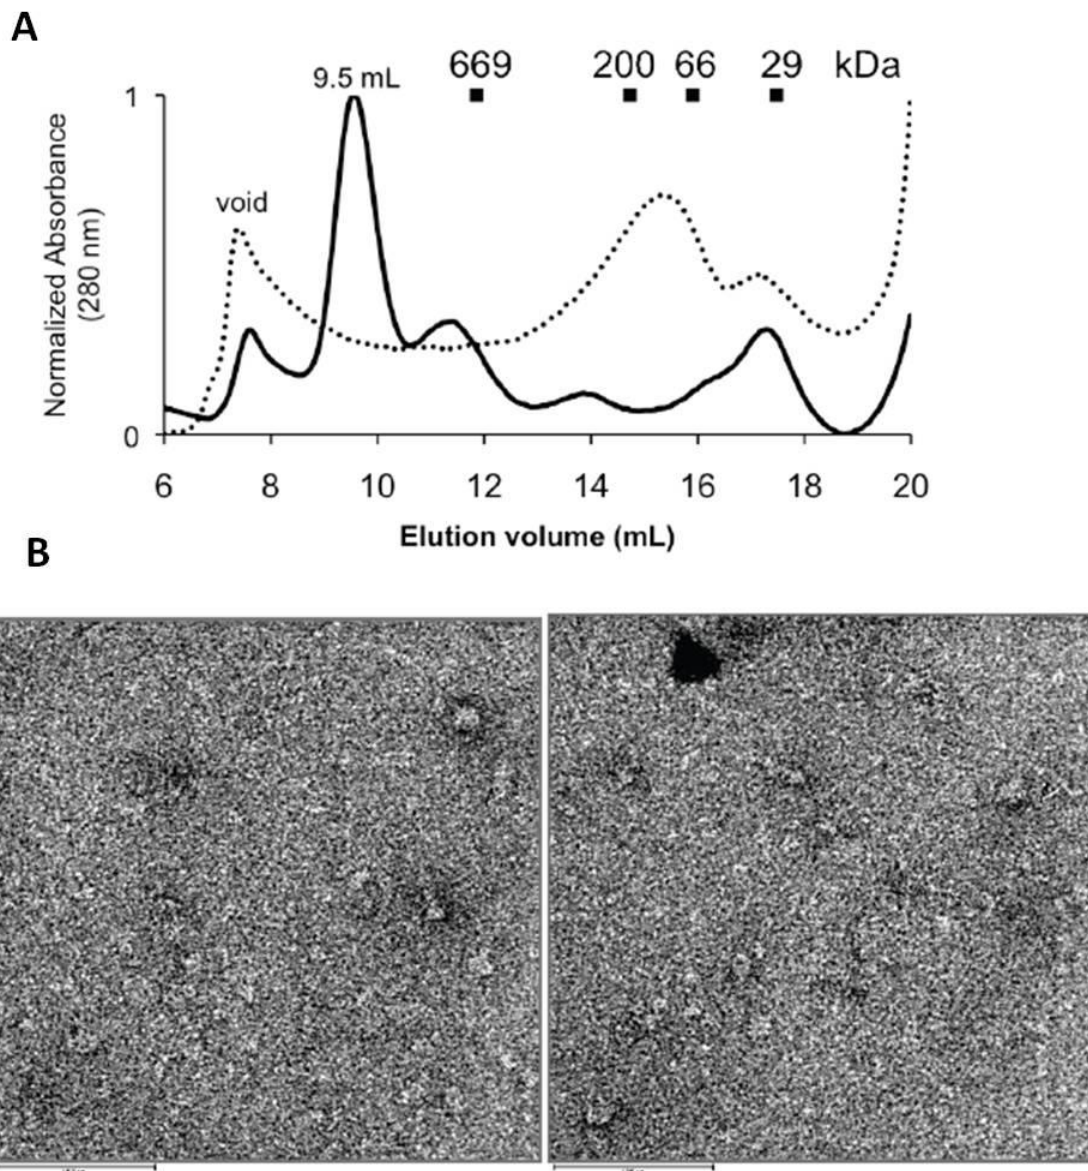 A
9.5 mL
669 200 66 29 kDa
1
void
Normalized Absorbance
(280 nm)
0
6 8 10 12 14 16 18 20
Elution volume (mL)
B